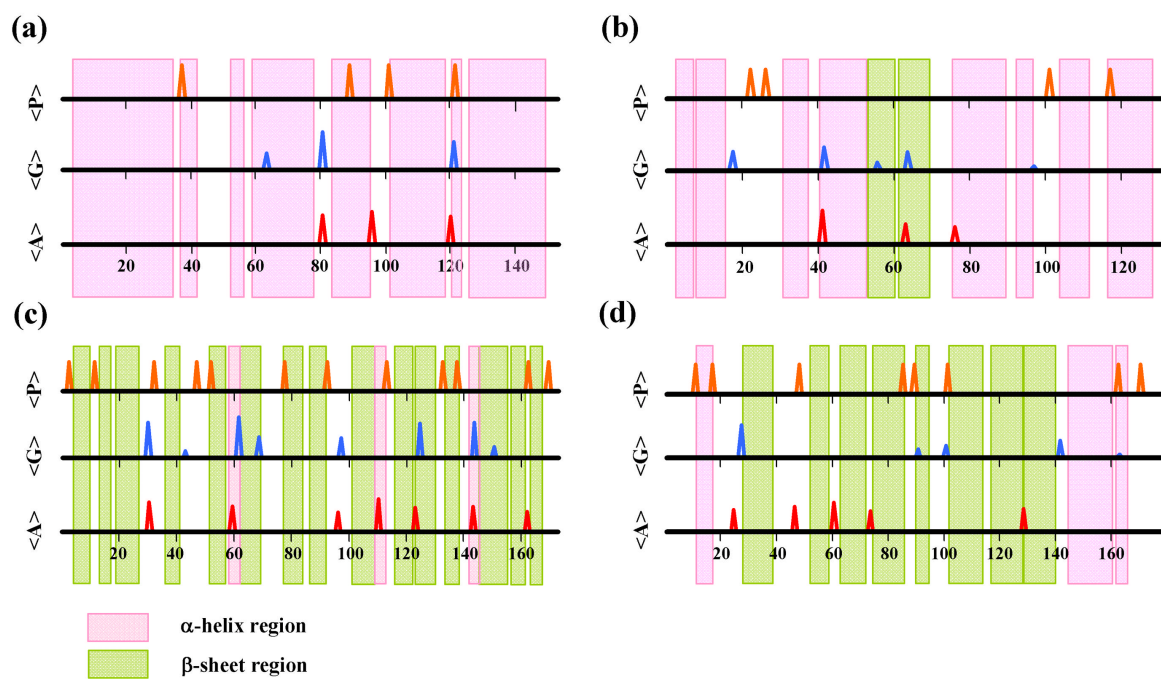 (a)
<P>
<G>
<A>
20 40 60 80 100 120 140
(b)
<P>
<G>
<A>
20 40 60 80 100 120
(c)
<P>
<G>
<A>
20 40 60 80 100 120 140 160
(d)
<P>
<G>
<A>
20 40 60 80 100 120 140 160
α-helix region
β-sheet region